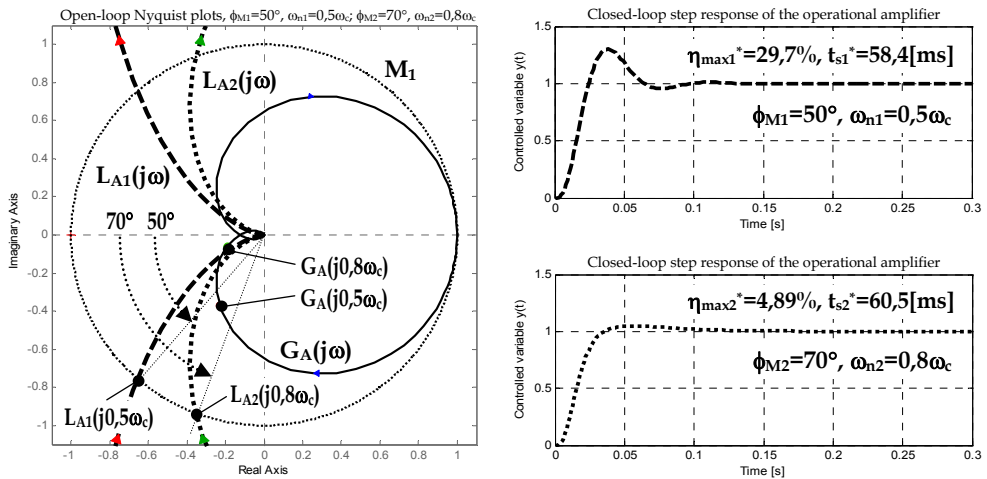 Open-loop Nyquist plots, ϕM1=50°, ωn1=0,5ωc; ϕM2=70°, ωn2=0,8ωc
1
0.8
0.6
0.4
0.2
0
-0.2
-0.4
-0.6
-0.8
-1
Imaginary Axis
-1
-0.8
-0.6
-0.4
-0.2
0
0.2
0.4
0.6
0.8
1
Real Axis
M1
LA2(jω)
LA1(jω)
70° 50°
GA(j0,8ωc)
GA(j0,5ωc)
GA(jω)
LA2(j0,8ωc)
LA1(j0,5ωc)
Closed-loop step response of the operational amplifier
ηmax1*=29,7%, ts1*=58,4[ms]
ϕM1=50°, ωn1=0,5ωc
Controlled variable y(t)
1.5
1
0.5
0
0
0.05
0.1
0.15
0.2
0.25
0.3
Time [s]
Closed-loop step response of the operational amplifier
ηmax2*=4,89%, ts2*=60,5[ms]
ϕM2=70°, ωn2=0,8ωc
Controlled variable y(t)
1.5
1
0.5
0
0
0.05
0.1
0.15
0.2
0.25
0.3
Time [s]